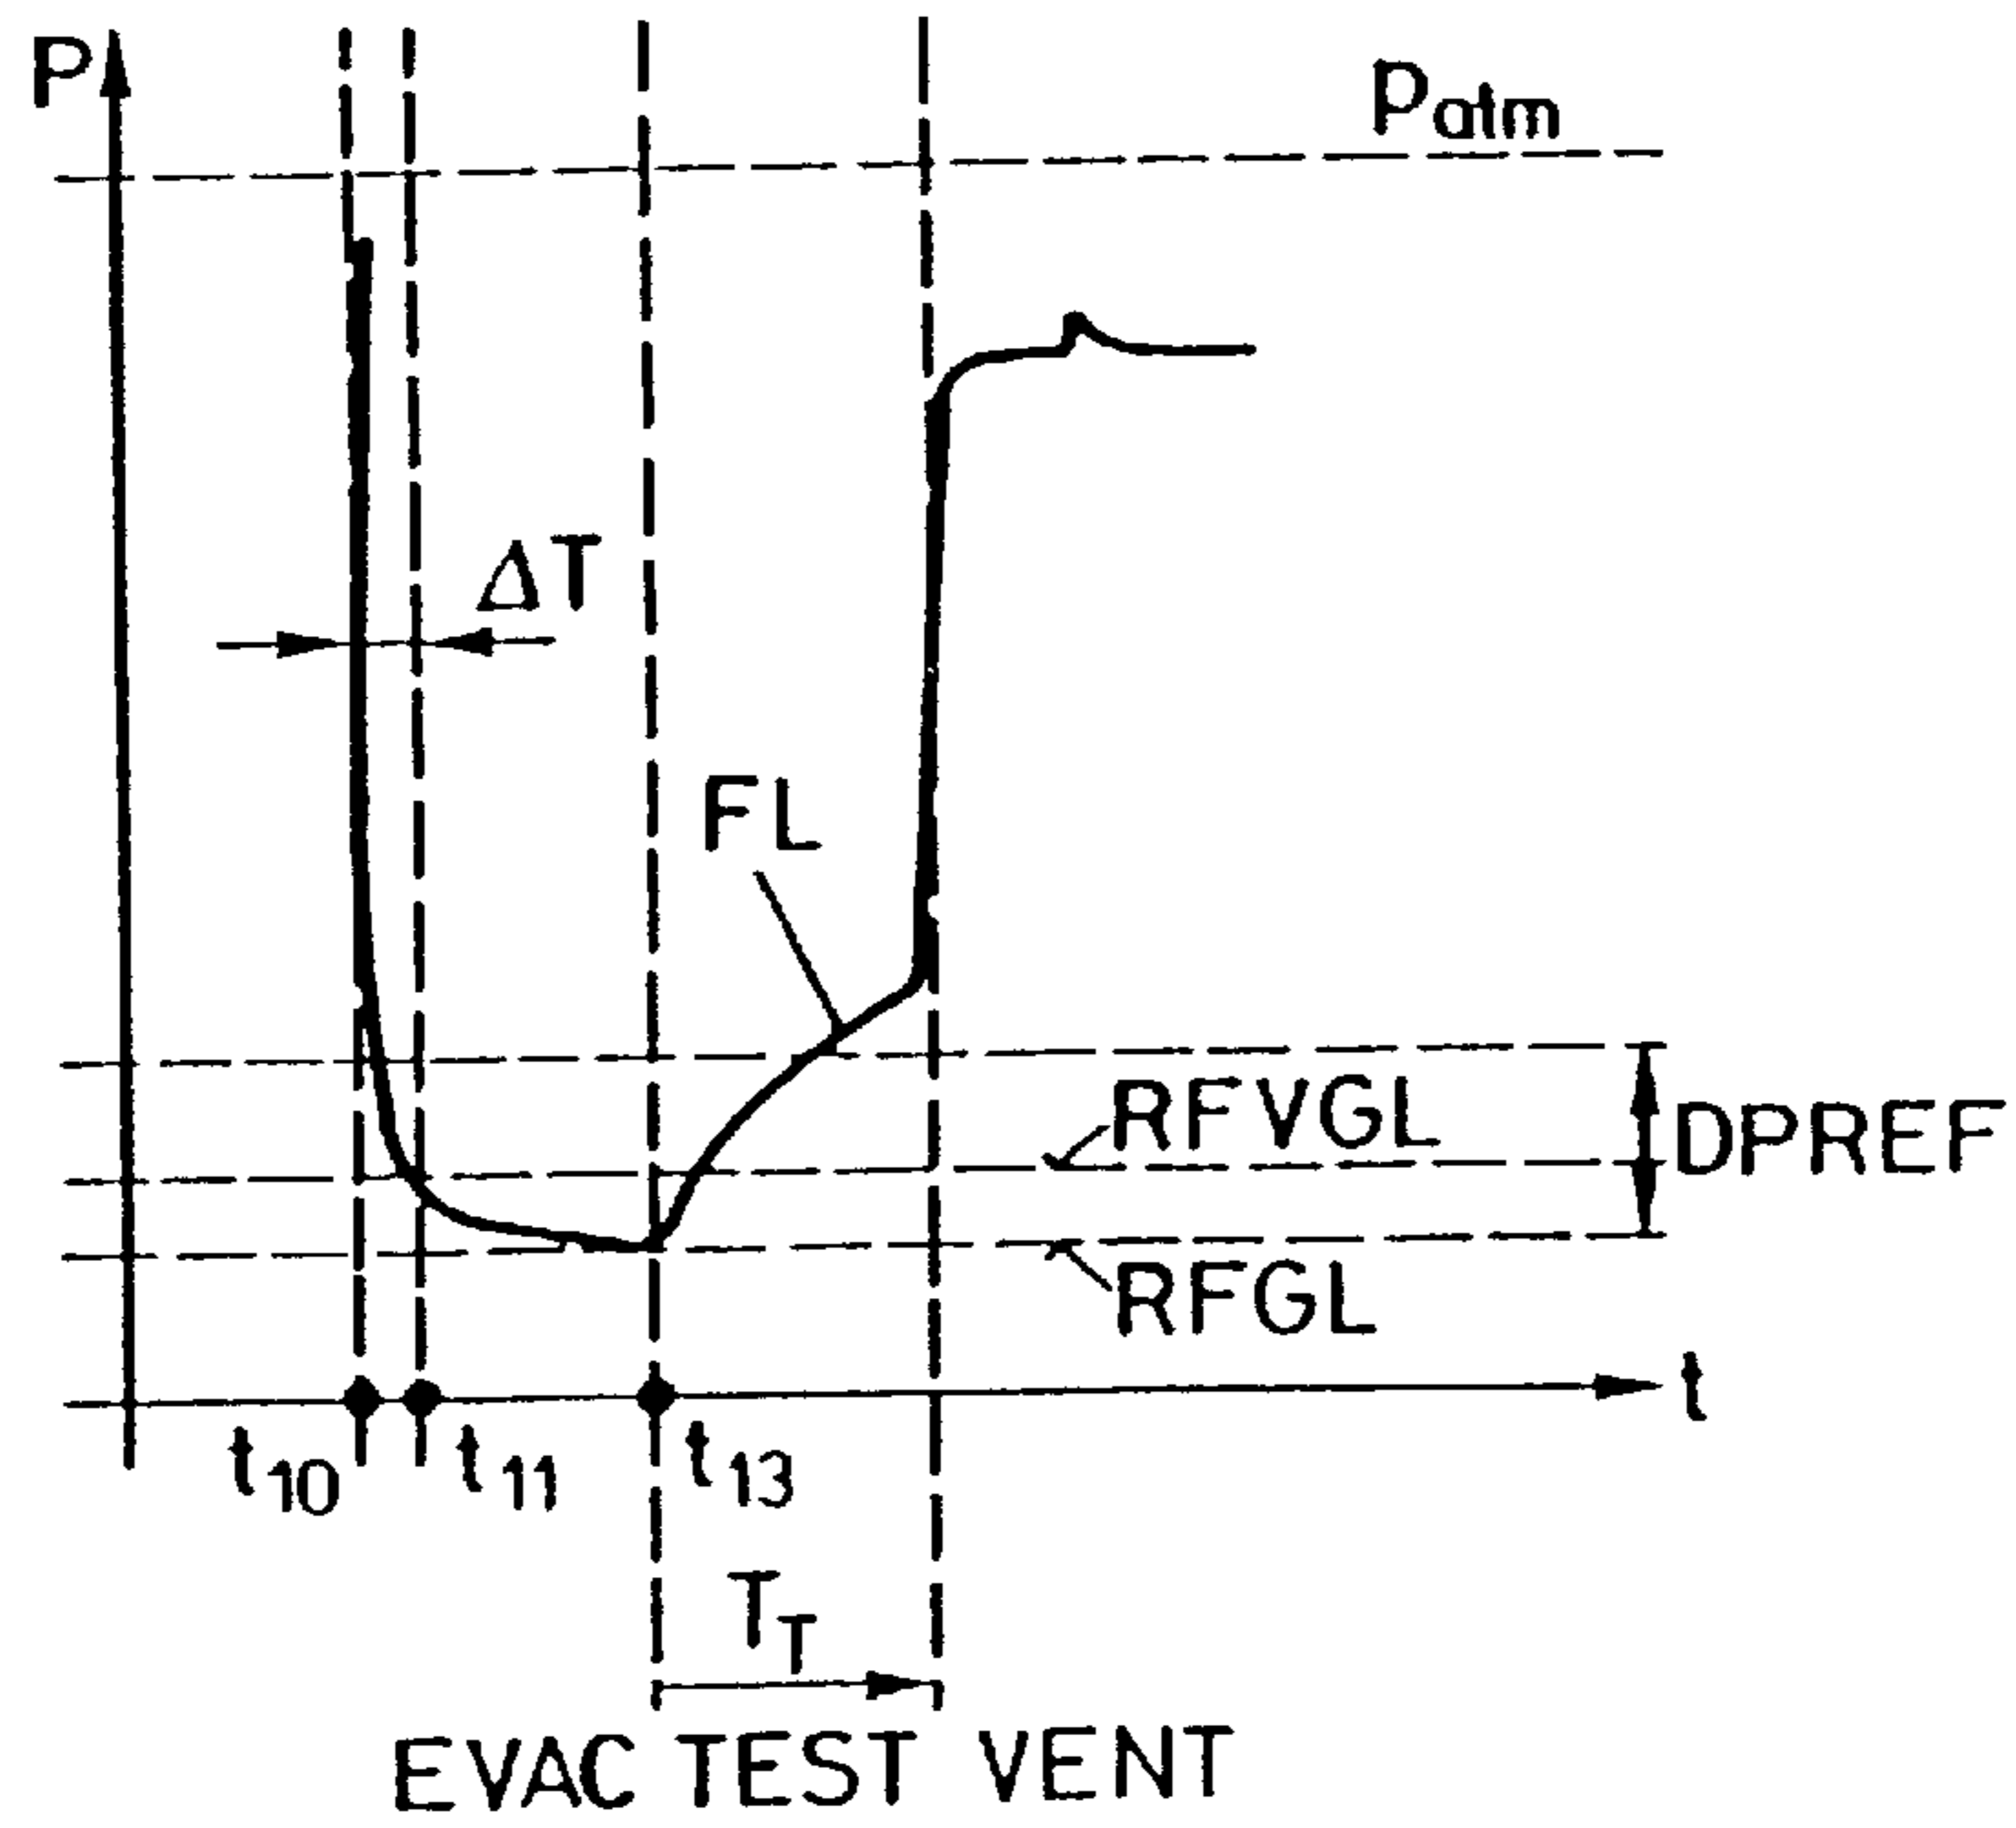 P
Patm
ΔT
FL
RFVGL
DPREF
RFGL
t
t10
t11
t13
TT
EVAC TEST VENT